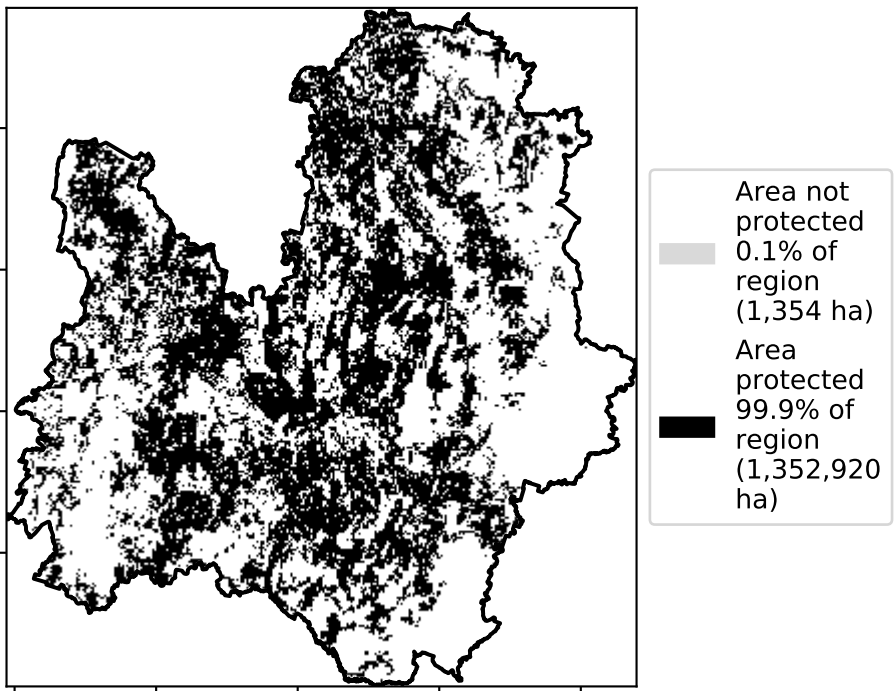 Area not
protected
0.1% of
region
(1,354 ha)
Area
protected
99.9% of
region
(1,352,920
ha)